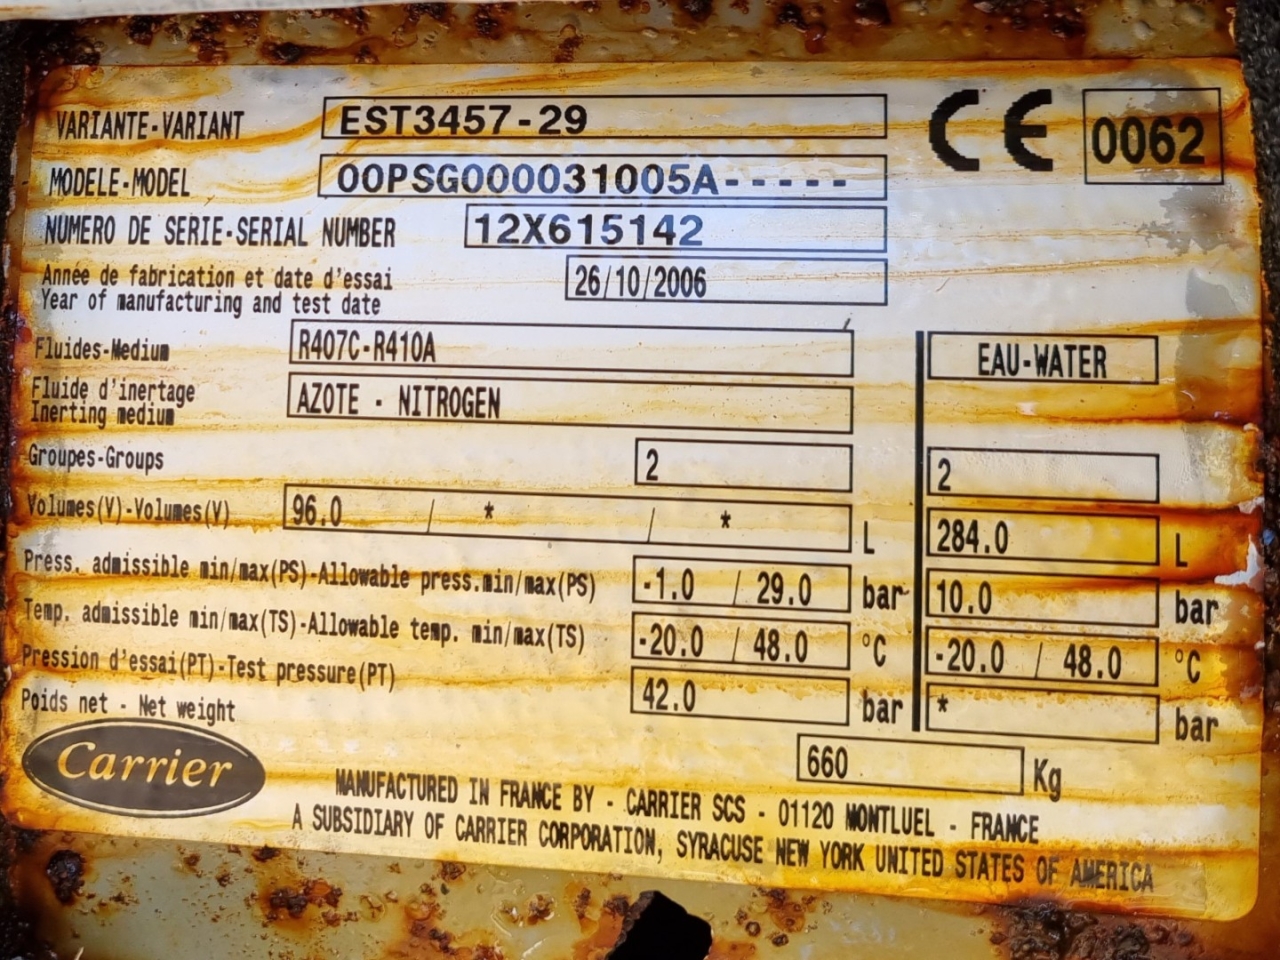 VARIANTE-VARIANT EST3457-29
CE 0062
MODELE-MODEL 00PSG000031005A-----
NUMERO DE SERIE-SERIAL NUMBER 12X615142
Année de fabrication et date d'essai
Year of manufacturing and test date 26/10/2006
Fluides-Medium R407C-R410A EAU-WATER
Fluide d'inertage
Inerting medium AZOTE - NITROGEN
Groupes-Groups 2 2
Volumes(V)-Volumes(V) 96.0 / * / * L 284.0 L
Press. admissible min/max(PS)-Allowable press.min/max(PS) -1.0 / 29.0 bar 10.0 bar
Temp. admissible min/max(TS)-Allowable temp. min/max(TS) -20.0 / 48.0 °C -20.0 / 48.0 °C
Pression d'essai(PT)-Test pressure(PT) 42.0 bar * bar
Poids net - Net weight 660 Kg
Carrier
MANUFACTURED IN FRANCE BY - CARRIER SCS - 01120 MONTLUEL - FRANCE
A SUBSIDIARY OF CARRIER CORPORATION, SYRACUSE NEW YORK UNITED STATES OF AMERICA